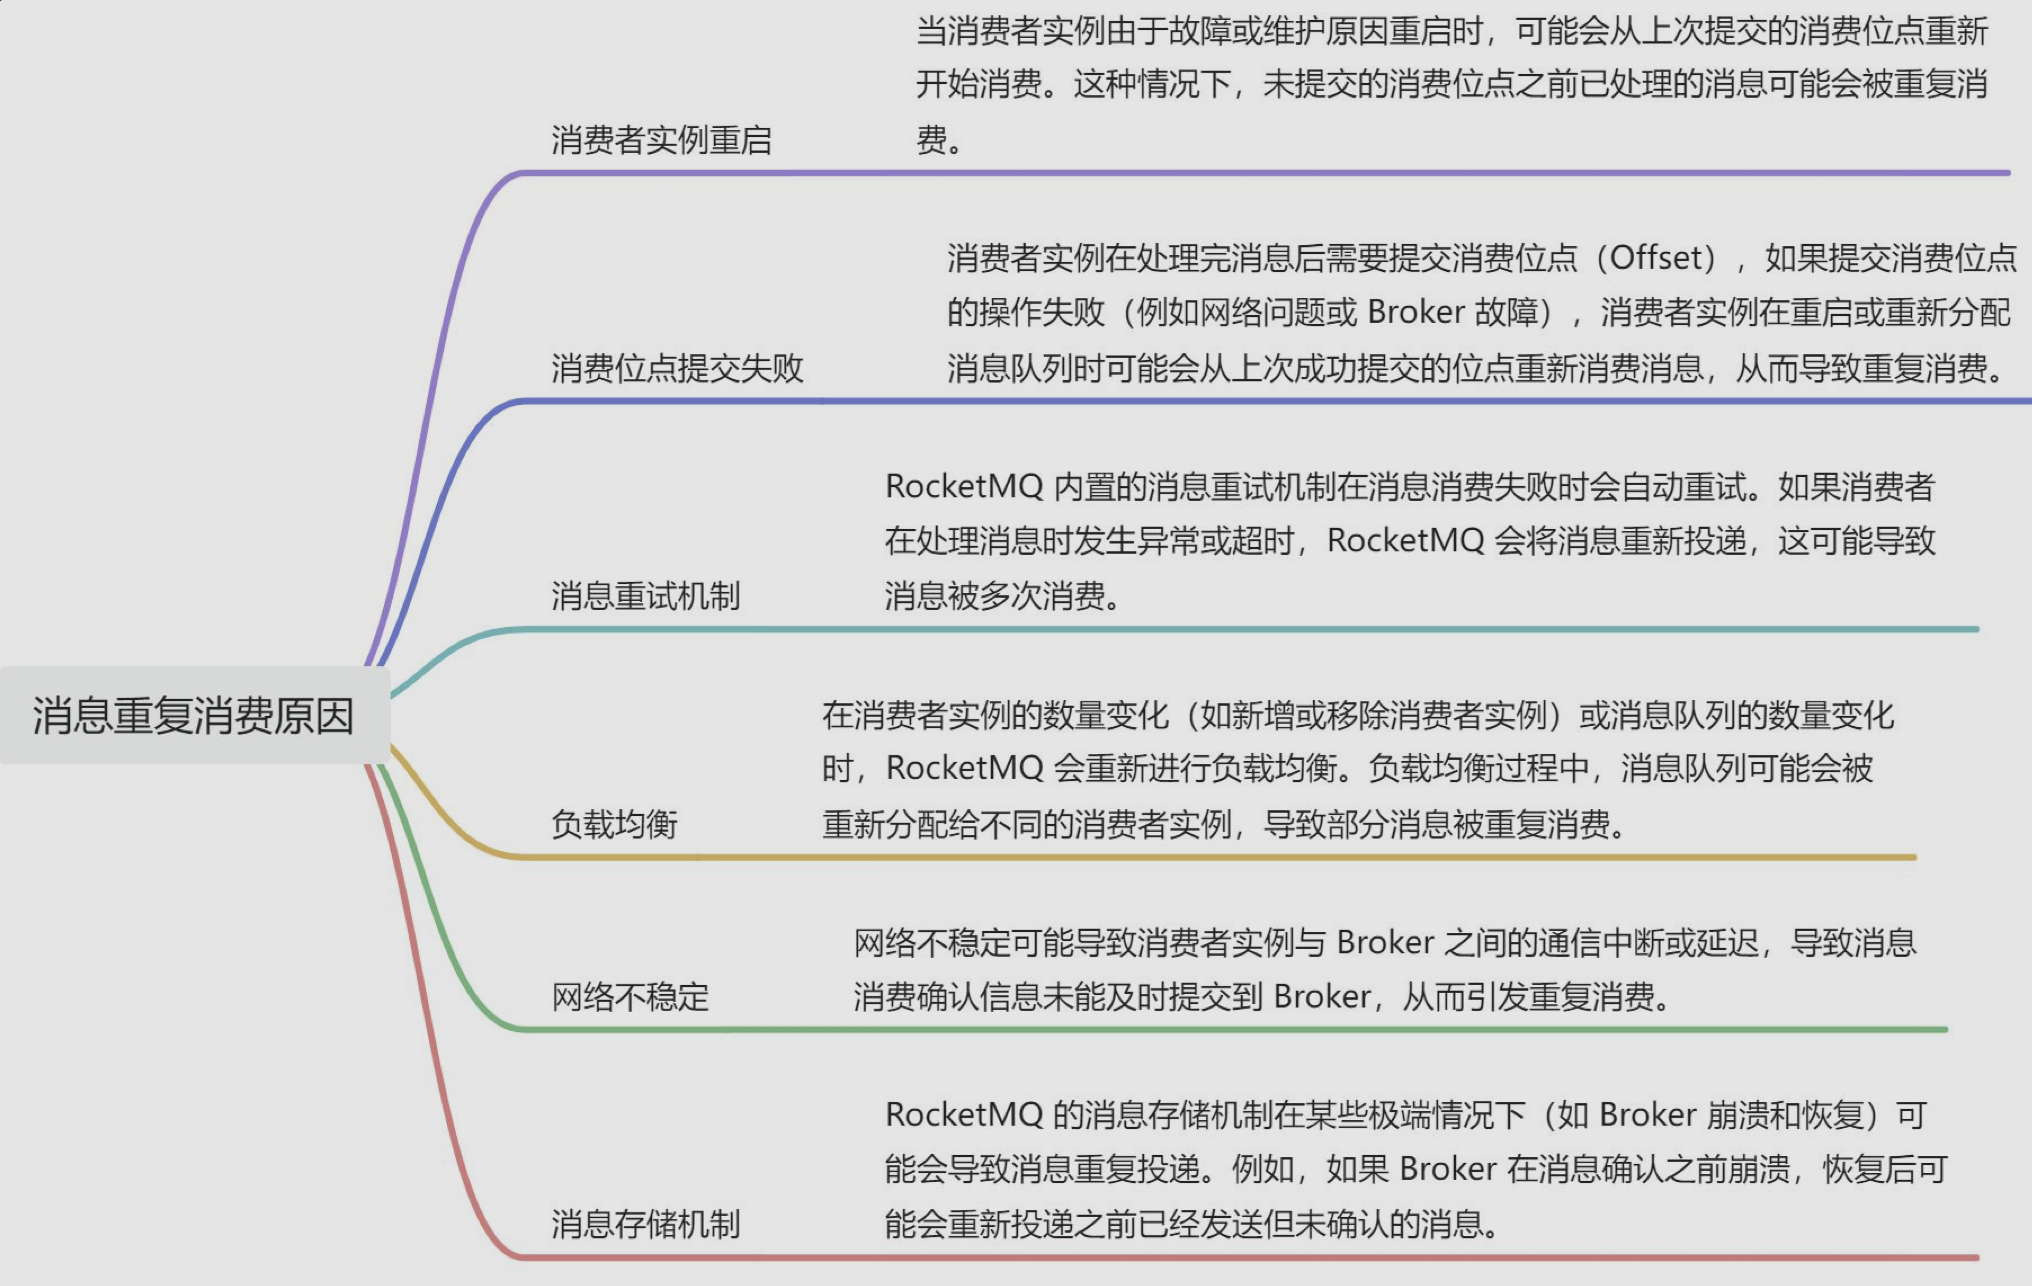 当消费者实例由于故障或维护原因重启时，可能会从上次提交的消费位点重新
开始消费。这种情况下，未提交的消费位点之前已处理的消息可能会被重复消
消费者实例重启
费。
消费者实例在处理完消息后需要提交消费位点（Offset），如果提交消费位点
的操作失败（例如网络问题或 Broker 故障），消费者实例在重启或重新分配
消费位点提交失败
消息队列时可能会从上次成功提交的位点重新消费消息，从而导致重复消费。
RocketMQ 内置的消息重试机制在消息消费失败时会自动重试。如果消费者
在处理消息时发生异常或超时，RocketMQ 会将消息重新投递，这可能导致
消息重试机制
消息被多次消费。
消息重复消费原因
在消费者实例的数量变化（如新增或移除消费者实例）或消息队列的数量变化
时，RocketMQ 会重新进行负载均衡。负载均衡过程中，消息队列可能会被
负载均衡
重新分配给不同的消费者实例，导致部分消息被重复消费。
网络不稳定可能导致消费者实例与 Broker 之间的通信中断或延迟，导致消息
网络不稳定
消费确认信息未能及时提交到 Broker，从而引发重复消费。
RocketMQ 的消息存储机制在某些极端情况下（如 Broker 崩溃和恢复）可
能会导致消息重复投递。例如，如果 Broker 在消息确认之前崩溃，恢复后可
消息存储机制
能会重新投递之前已经发送但未确认的消息。